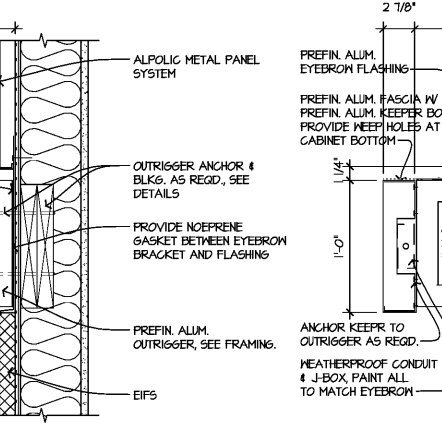 ALPOLIC METAL PANEL
SYSTEM
OUTRIGGER ANCHOR &
BLKG. AS REQD., SEE
DETAILS
PROVIDE NOEPRENE
GASKET BETWEEN EYEBROW
BRACKET AND FLASHING
PREFIN. ALUM.
OUTRIGGER, SEE FRAMING.
EIFS
2 7/8"
PREFIN. ALUM.
EYEBROW FLASHING
PREFIN. ALUM. FASCIA W/
PREFIN. ALUM. KEEPER BO
PROVIDE WEEP HOLES AT
CABINET BOTTOM
1/4"
1'-0"
ANCHOR KEEPR TO
OUTRIGGER AS REQD.
WEATHERPROOF CONDUIT
& J-BOX, PAINT ALL
TO MATCH EYEBROW